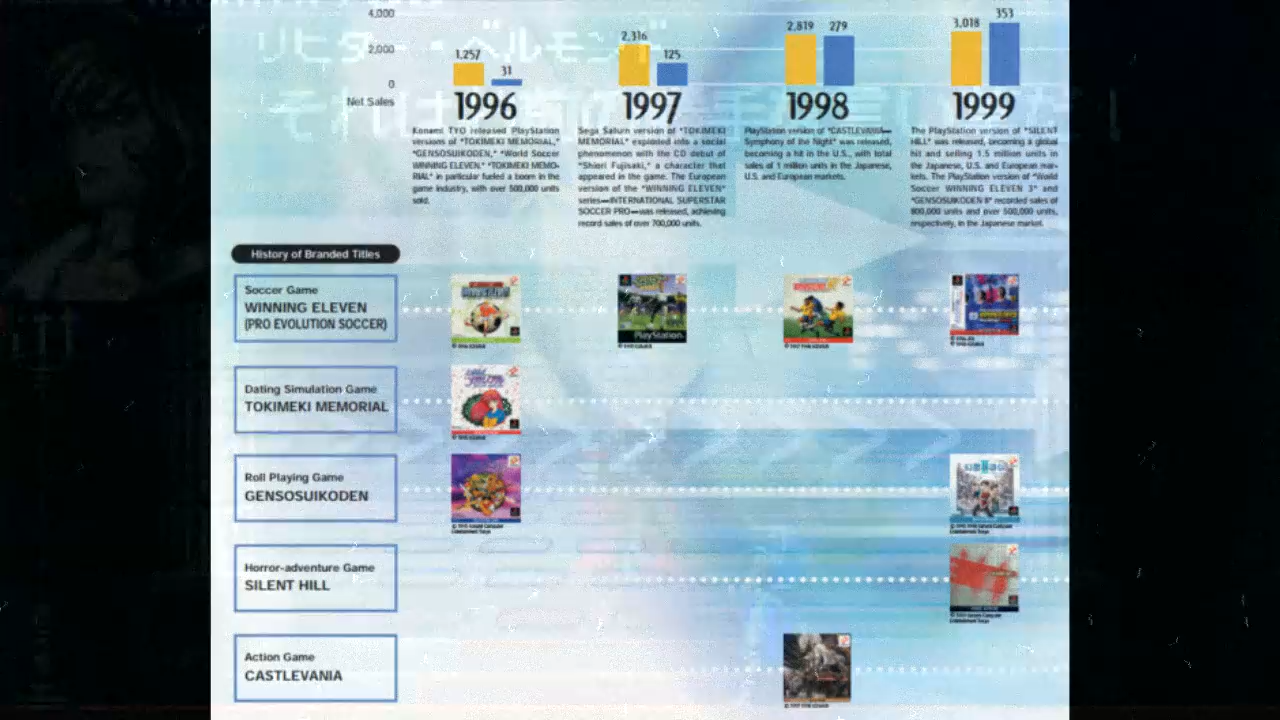 4,000
2,000
0
Net Sales
1,257
31
2,316
125
2,819
279
3,018
353
1996
1997
1998
1999
Konami TYO released PlayStation
versions of "TOKIMEKI MEMORIAL,"
"GENSOSUIKODEN," "World Soccer
WINNING ELEVEN." "TOKIMEKI MEMO-
RIAL" in particular fueled a boom in the
game industry, with over 500,000 units
sold.
Sega Saturn version of "TOKIMEKI
MEMORIAL" exploded into a social
phenomenon with the CD debut of
"Shiori Fujisaki," a character that
appeared in the game. The European
version of the "WINNING ELEVEN"
series—INTERNATIONAL SUPERSTAR
SOCCER PRO—was released, achieving
record sales of over 700,000 units.
PlayStation version of "CASTLEVANIA—
Symphony of the Night" was released,
becoming a hit in the U.S., with total
sales of 1 million units in the Japanese,
U.S. and European markets.
The PlayStation version of "SILENT
HILL" was released, becoming a global
hit and selling 1.5 million units in
the Japanese, U.S. and European mar-
kets. The PlayStation version of "World
Soccer WINNING ELEVEN 3" and
"GENSOSUIKODEN II" recorded sales of
800,000 units and over 500,000 units,
respectively, in the Japanese market.
History of Branded Titles
Soccer Game
WINNING ELEVEN
(PRO EVOLUTION SOCCER)
PlayStation
Dating Simulation Game
TOKIMEKI MEMORIAL
Roll Playing Game
GENSOSUIKODEN
Horror-adventure Game
SILENT HILL
Action Game
CASTLEVANIA